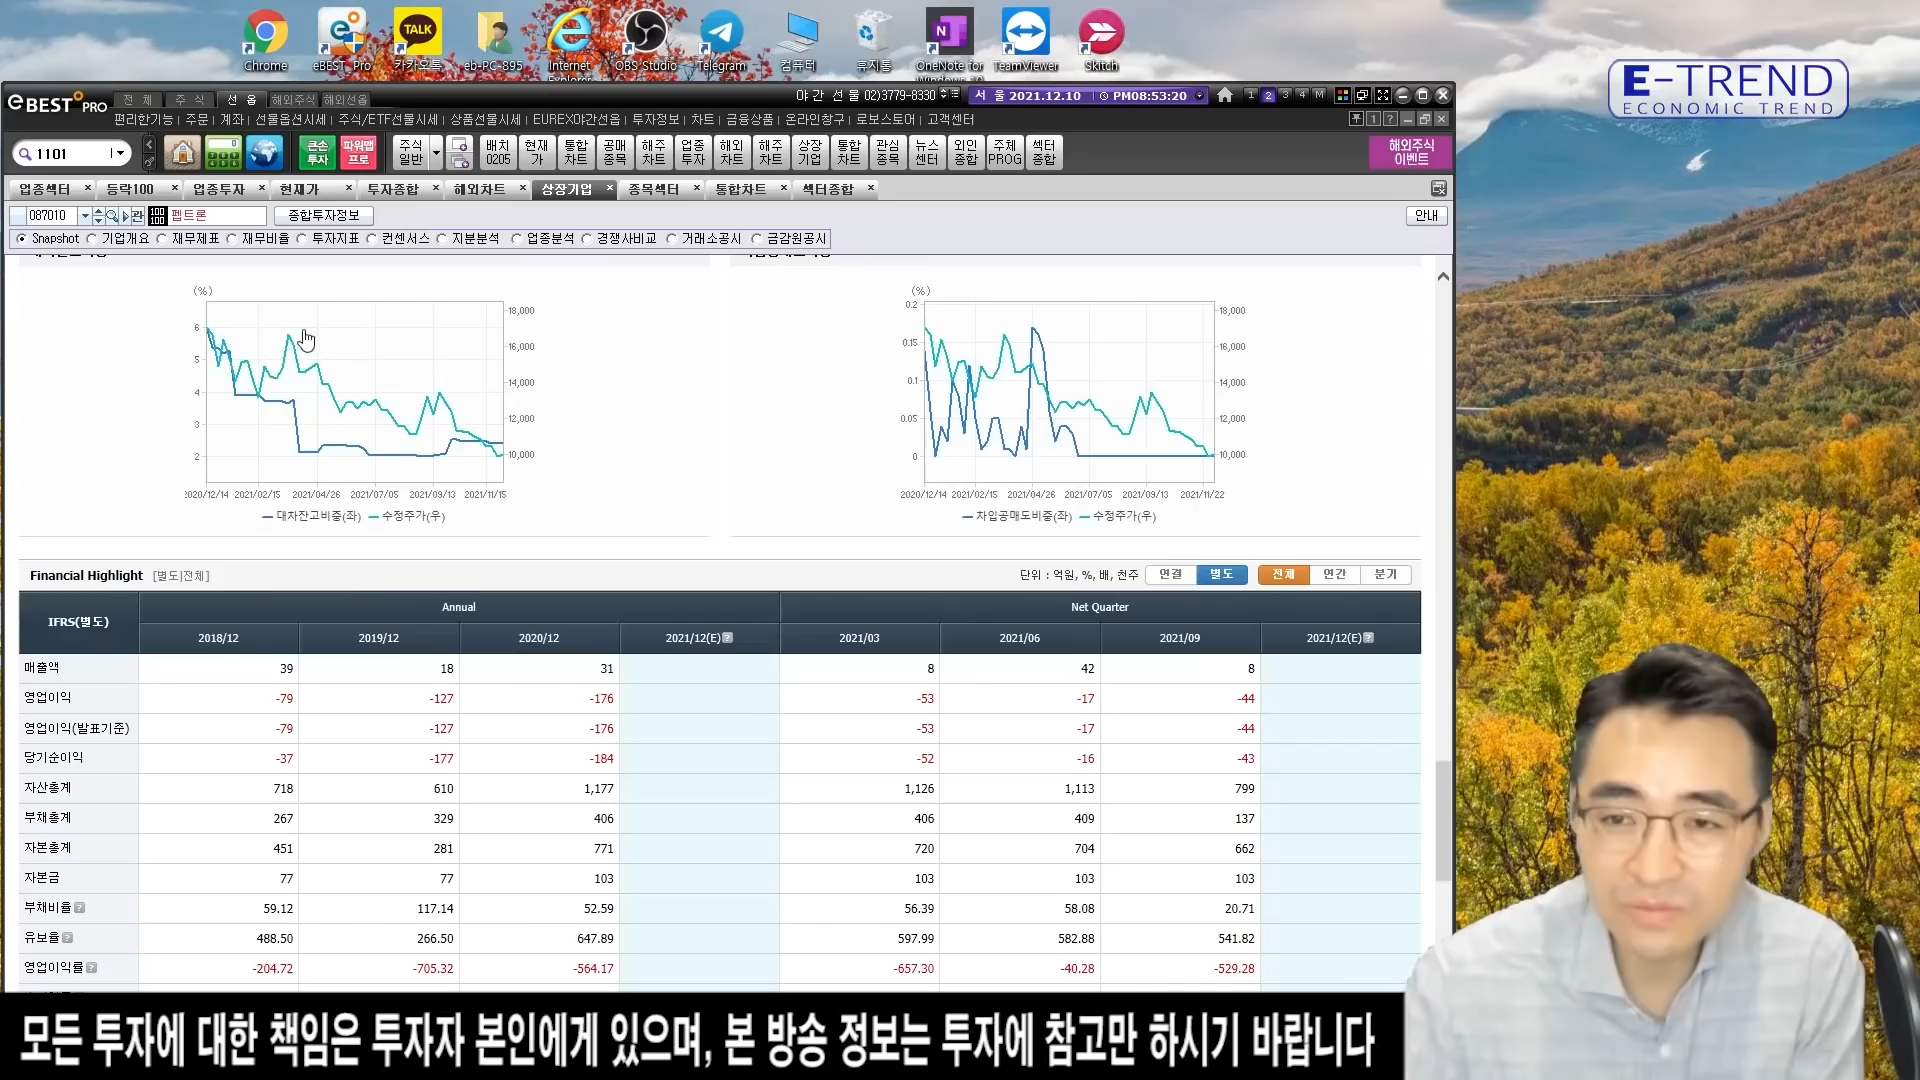 Chrome
eBEST Pro
TALK
카카오톡
eb-PC-895
Internet
OBS Studio
Telegram
컴퓨터
휴지통
OneNote for
TeamViewer
Skitch
E-TREND
ECONOMIC TREND
eBEST PRO
전 체
주 식
선 옵
해외주식
해외선옵
야 간 선 물 02)3779-8330
서 울 2021.12.10
PM08:53:20
1 2 3 4 M
편리한기능 | 주문 | 계좌 | 선물옵션시세 | 주식/ETF선물시세 | 상품선물시세 | EUREX야간선옵 | 투자정보 | 차트 | 금융상품 | 온라인창구 | 로보스토어 | 고객센터
1101
큰손 투자
파워맵 프로
주식 일반
배치 0205
현재 가
통합 차트
공매 종목
해주 차트
업종 투자
해외 차트
해주 차트
상장 기업
통합 차트
관심 종목
뉴스 센터
외인 종합
주체 PROG
섹터 종합
해외주식 이벤트
업종섹터 × 등락100 × 업종투자 × 현재가 × 투자종합 × 해외차트 × 상장기업 × 종목섹터 × 통합차트 × 섹터종합 ×
087010
관
100 100
펩트론
종합투자정보
안내
Snapshot 기업개요 재무제표 재무비율 투자지표 컨센서스 지분분석 업종분석 경쟁사비교 거래소공시 금감원공시
(%)
6
5
4
3
2
18,000
16,000
14,000
12,000
10,000
2020/12/14 2021/02/15 2021/04/26 2021/07/05 2021/09/13 2021/11/15
대차잔고비중(좌) 수정주가(우)
(%)
0.2
0.15
0.1
0.05
0
18,000
16,000
14,000
12,000
10,000
2020/12/14 2021/02/15 2021/04/26 2021/07/05 2021/09/13 2021/11/22
차입공매도비중(좌) 수정주가(우)
Financial Highlight [별도|전체]
단위 : 억원, %, 배, 천주 연결 별도 전체 연간 분기
IFRS(별도) Annual Net Quarter
2018/12 2019/12 2020/12 2021/12(E) 2021/03 2021/06 2021/09 2021/12(E)
매출액 39 18 31 8 42 8
영업이익 -79 -127 -176 -53 -17 -44
영업이익(발표기준) -79 -127 -176 -53 -17 -44
당기순이익 -37 -177 -184 -52 -16 -43
자산총계 718 610 1,177 1,126 1,113 799
부채총계 267 329 406 406 409 137
자본총계 451 281 771 720 704 662
자본금 77 77 103 103 103 103
부채비율 59.12 117.14 52.59 56.39 58.08 20.71
유보율 488.50 266.50 647.89 597.99 582.88 541.82
영업이익률 -204.72 -705.32 -564.17 -657.30 -40.28 -529.28
모든 투자에 대한 책임은 투자자 본인에게 있으며, 본 방송 정보는 투자에 참고만 하시기 바랍니다